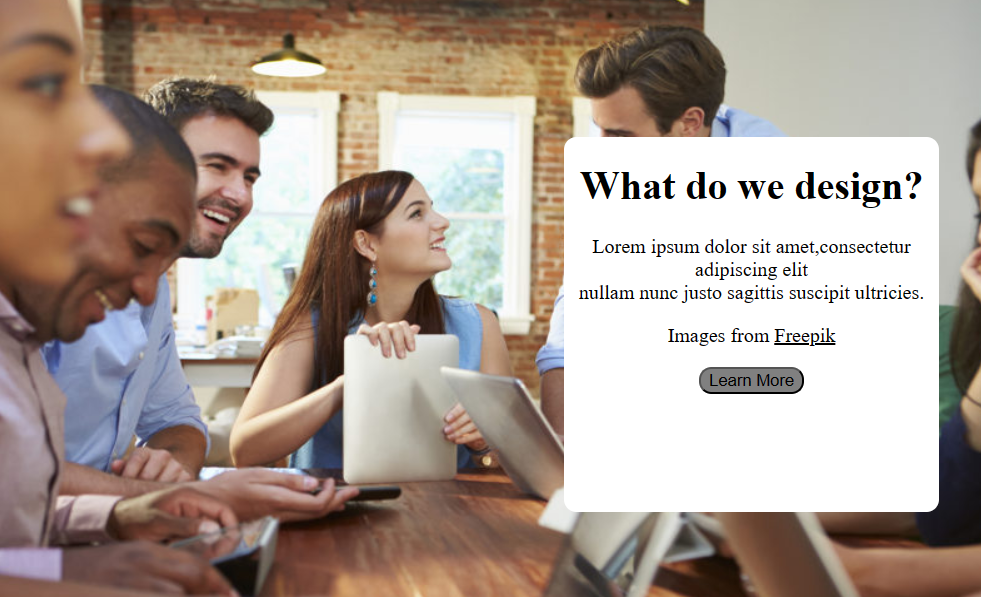 What do we design?
Lorem ipsum dolor sit amet,consectetur
adipiscing elit
nullam nunc justo sagittis suscipit ultricies.
Images from Freepik
Learn More